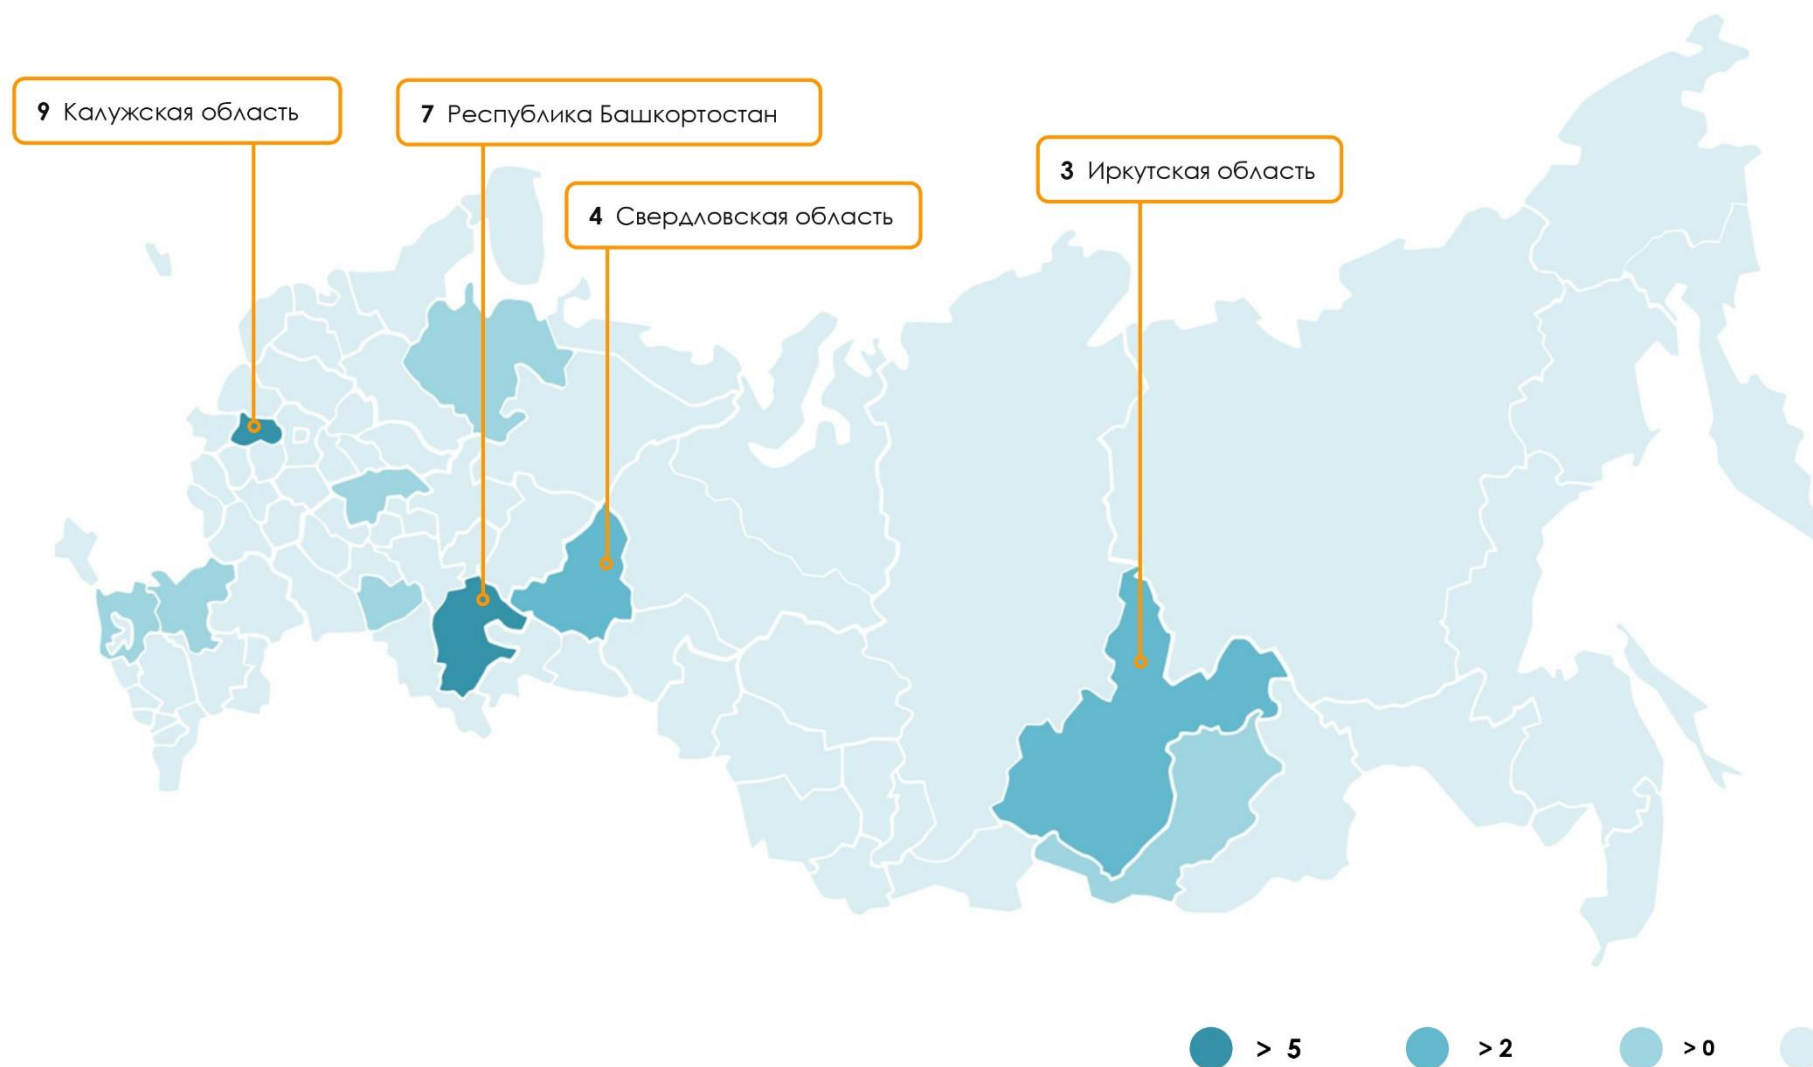 9 Калужская область
7 Республика Башкортостан
4 Свердловская область
3 Иркутская область
> 5
> 2
> 0